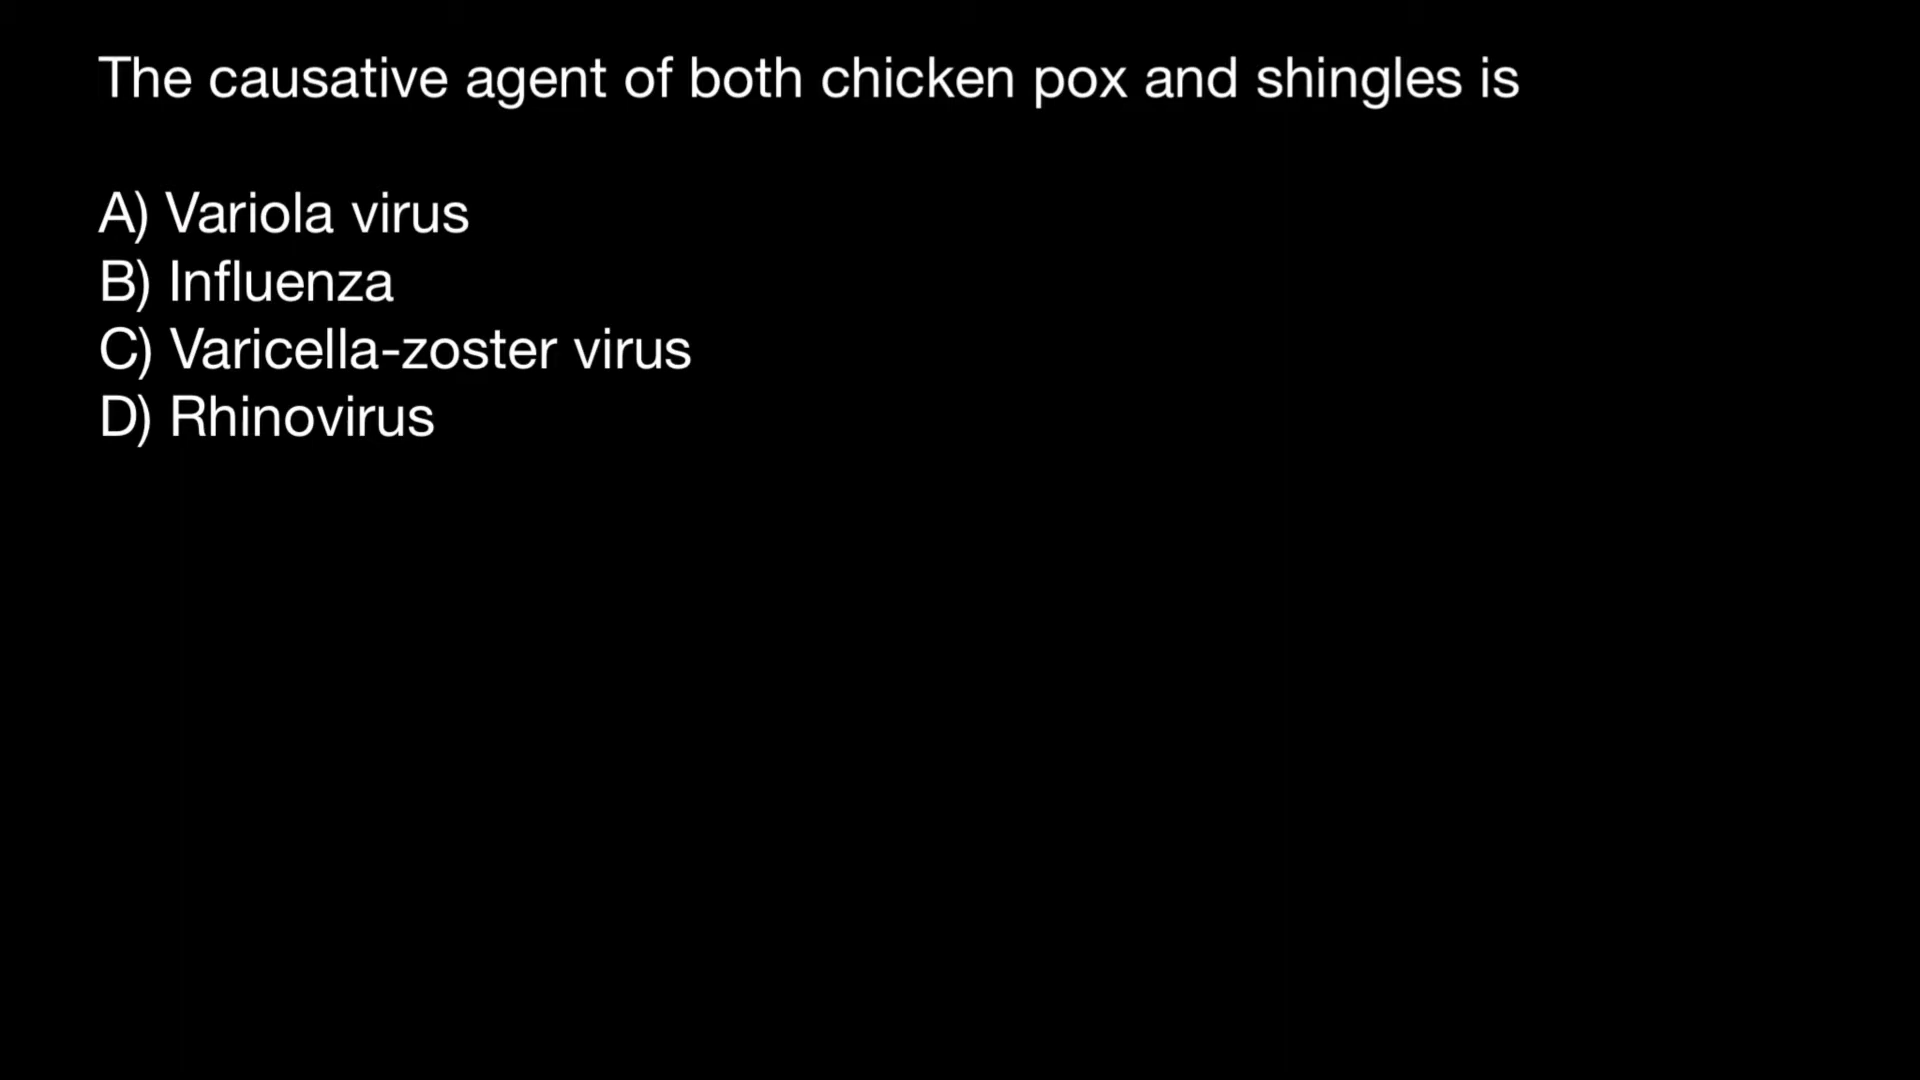 The causative agent of both chicken pox and shingles is
A) Variola virus
B) Influenza
C) Varicella-zoster virus
D) Rhinovirus